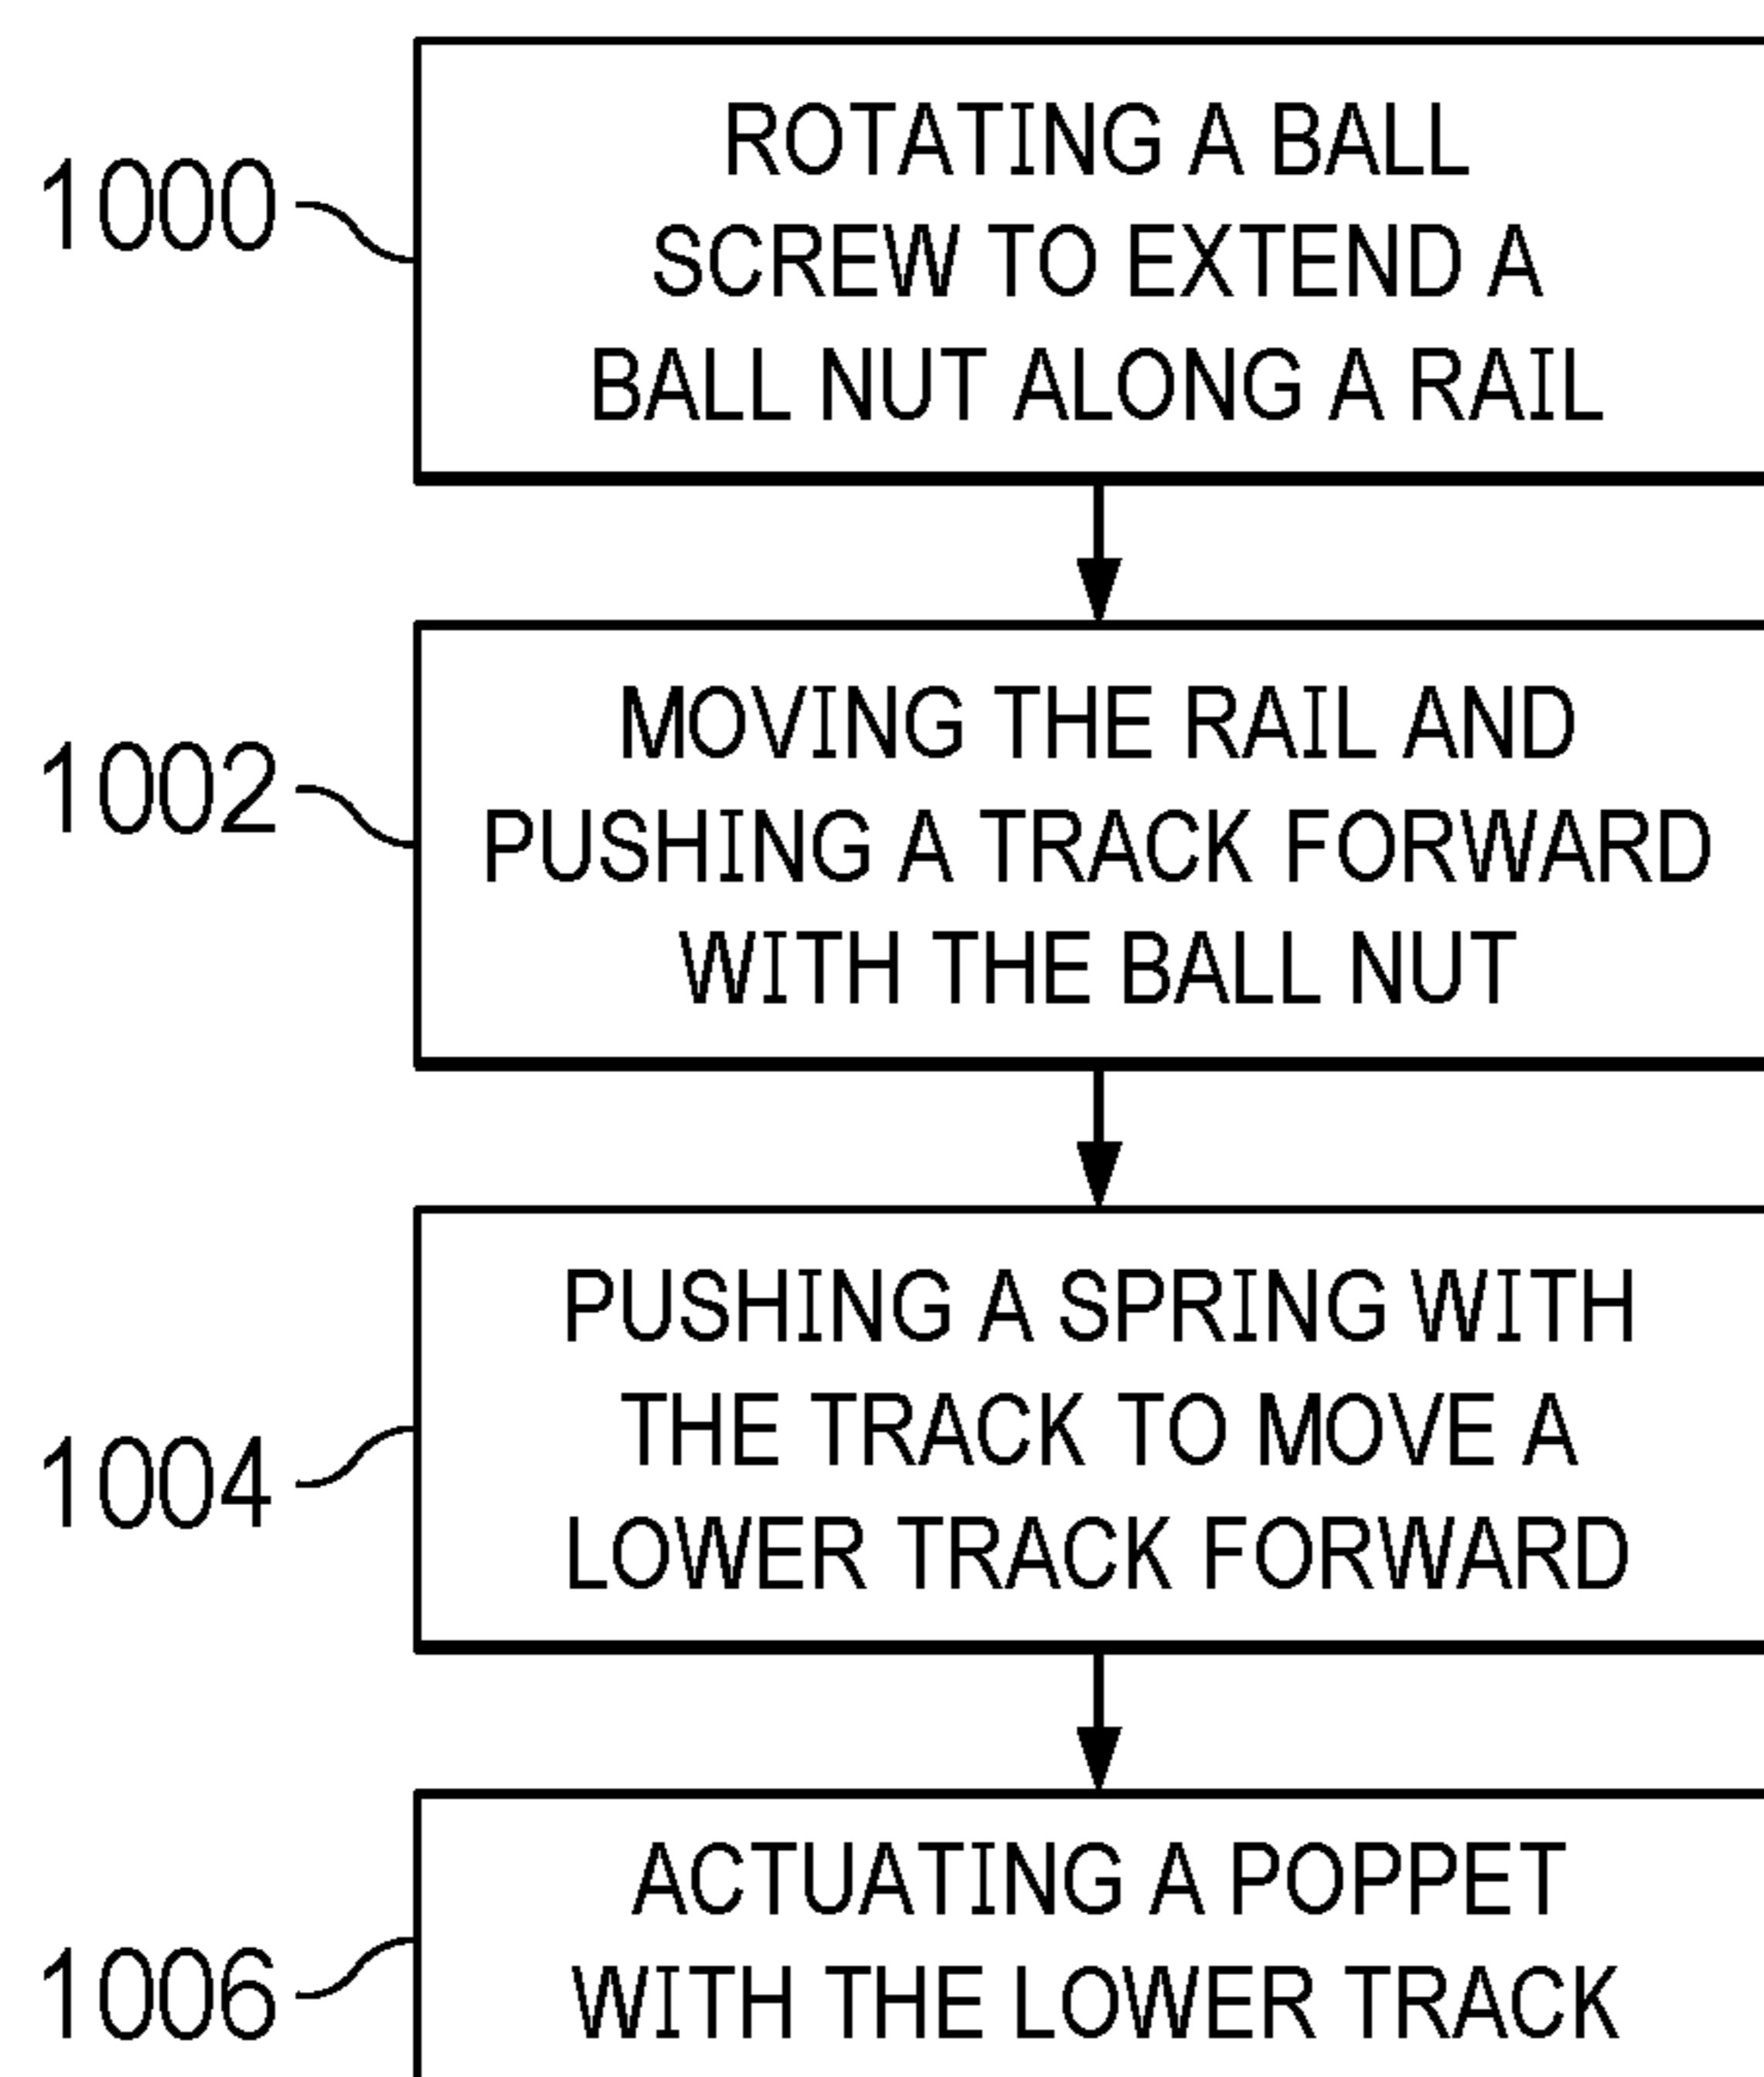 1000
ROTATING A BALL
SCREW TO EXTEND A
BALL NUT ALONG A RAIL
1002
MOVING THE RAIL AND
PUSHING A TRACK FORWARD
WITH THE BALL NUT
1004
PUSHING A SPRING WITH
THE TRACK TO MOVE A
LOWER TRACK FORWARD
1006
ACTUATING A POPPET
WITH THE LOWER TRACK